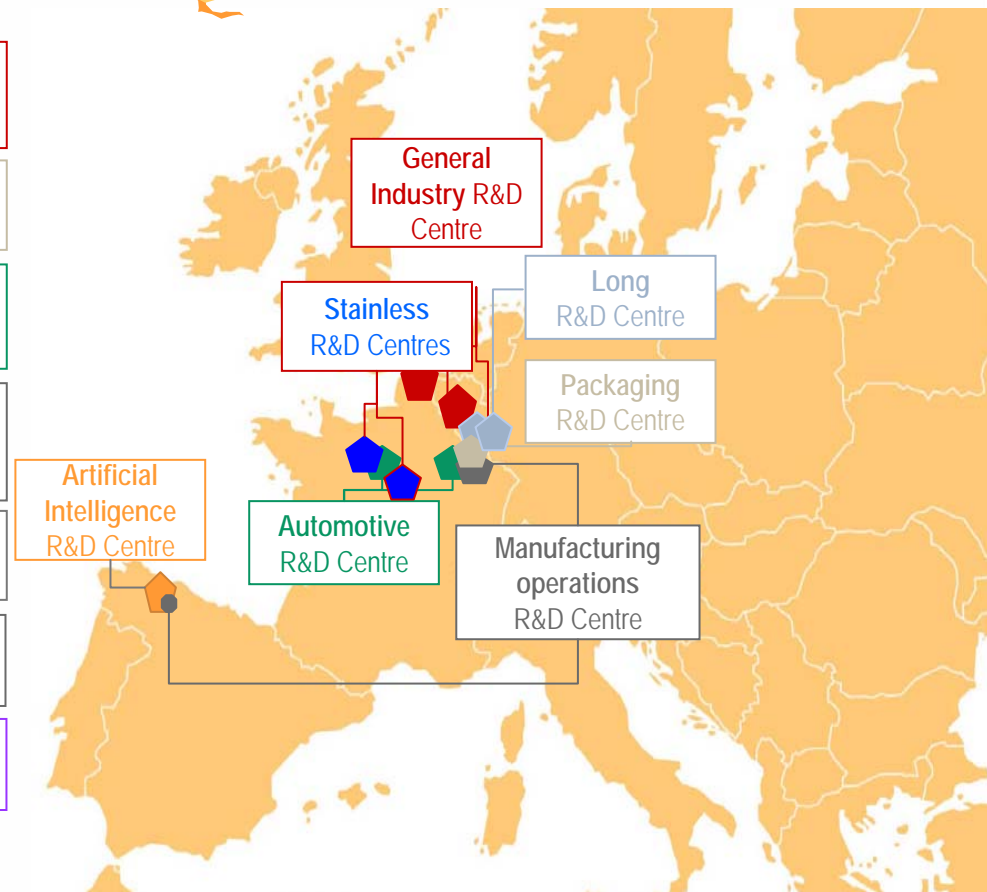 General
Industry R&D
Centre
Long
R&D Centre
Stainless
R&D Centres
Packaging
R&D Centre
Artificial
Intelligence
R&D Centre
Automotive
R&D Centre
Manufacturing
operations
R&D Centre